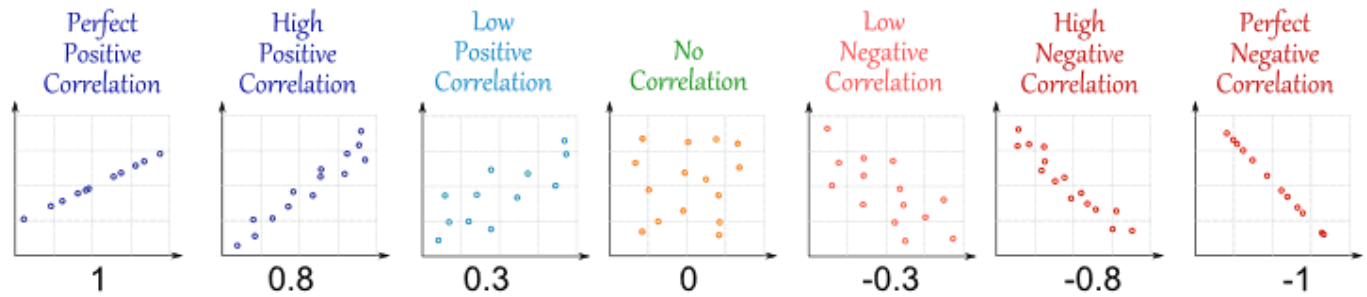 Perfect
Positive
Correlation
1
High
Positive
Correlation
0.8
Low
Positive
Correlation
0.3
No
Correlation
0
Low
Negative
Correlation
-0.3
High
Negative
Correlation
-0.8
Perfect
Negative
Correlation
-1